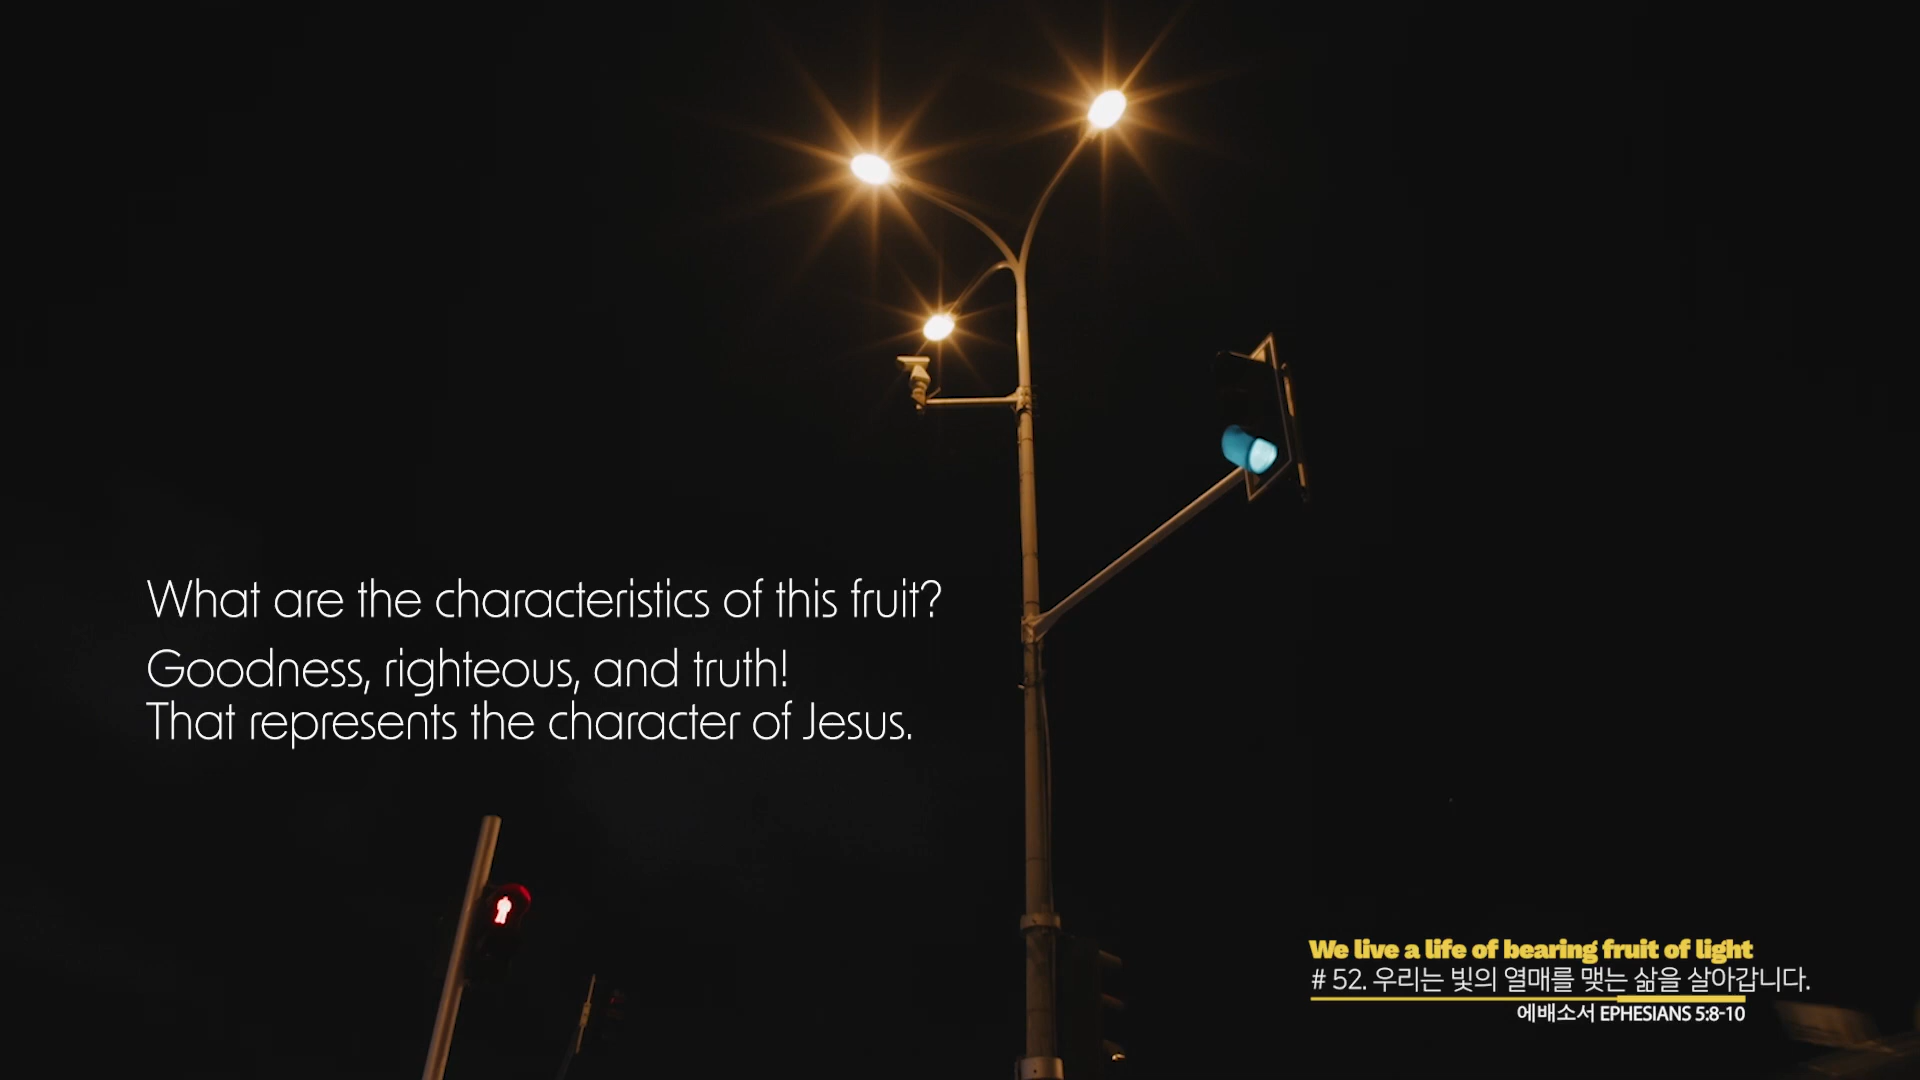 What are the characteristics of this fruit?
Goodness, righteous, and truth!
That represents the character of Jesus.
We live a life of bearing fruit of light
# 52. 우리는 빛의 열매를 맺는 삶을 살아갑니다.
에배소서 EPHESIANS 5:8-10